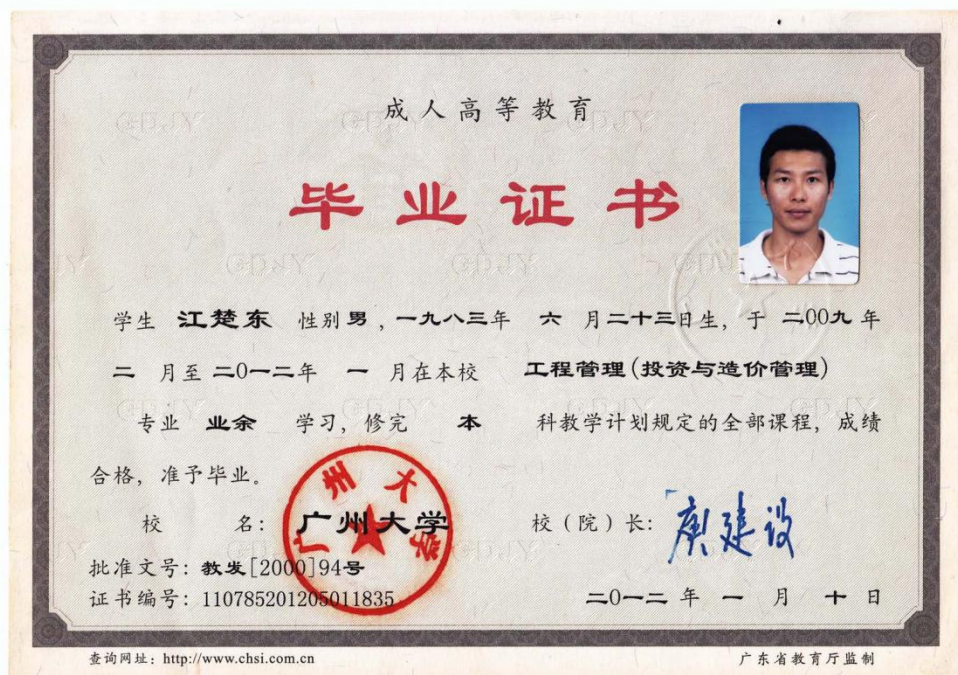 成人高等教育
毕业证书
学生 江楚东 性别 男 , 一九八三年 六 月二十三日生, 于 二00九 年
二 月至 二0一二年 一 月在本校 工程管理(投资与造价管理)
专业 业余 学习, 修完 本 科教学计划规定的全部课程, 成绩
合格, 准予毕业。
校 名: 广州大学 校(院)长: 庾建设
批准文号: 教发[2000]94号
证书编号: 110785201205011835 二0一二 年 一 月 十 日
查询网址: http://www.chsi.com.cn 广东省教育厅监制
广州大学
GDJY